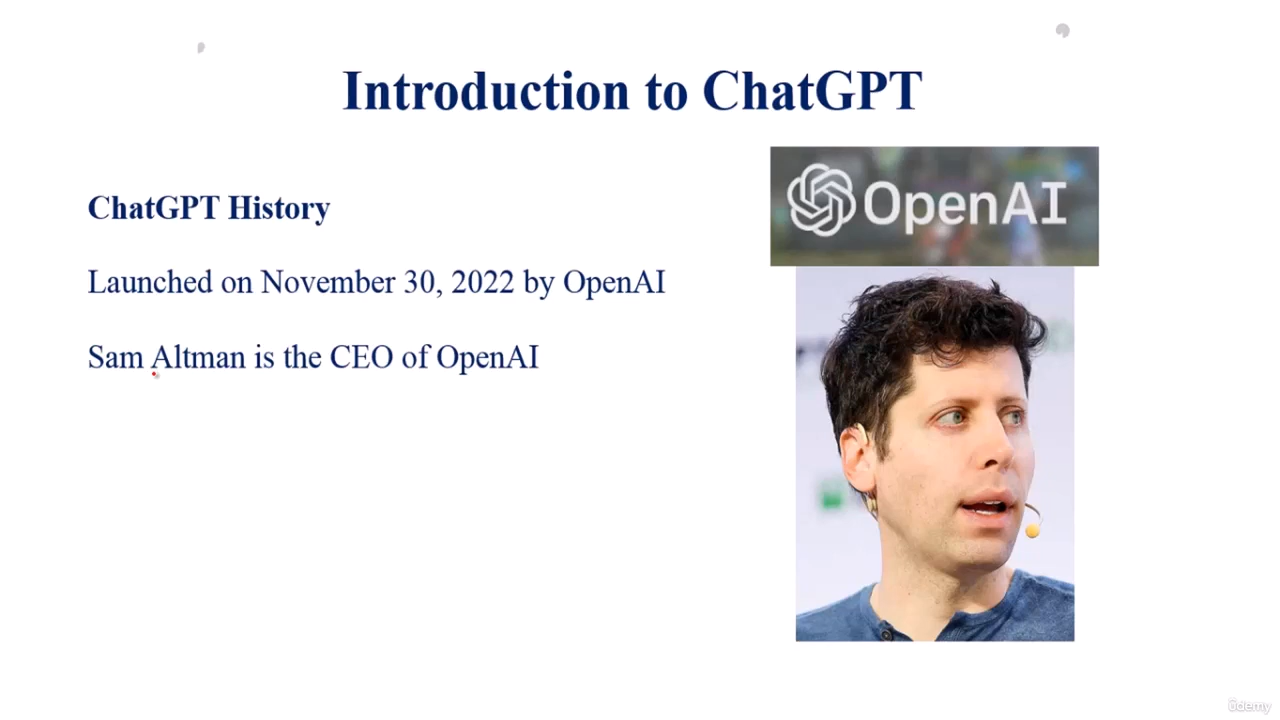 Introduction to ChatGPT
OpenAI
ChatGPT History
Launched on November 30, 2022 by OpenAI
Sam Altman is the CEO of OpenAI
ûdemy